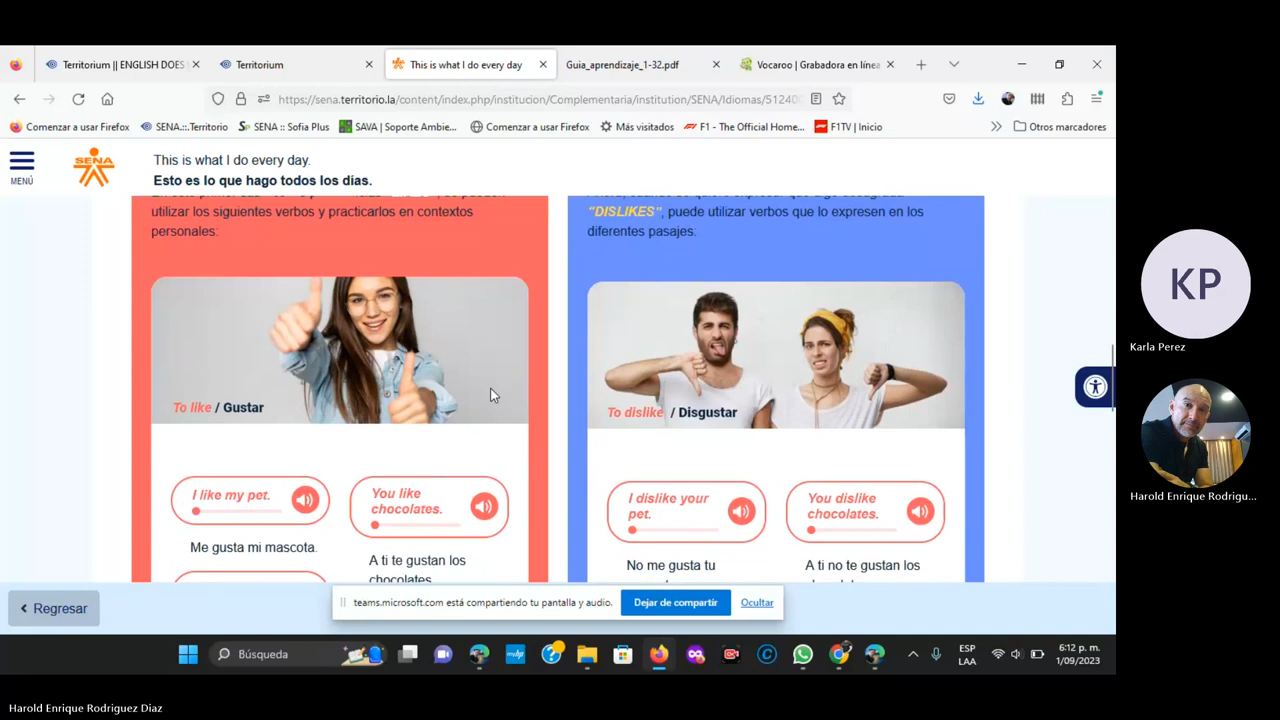 Territorium || ENGLISH DOES
Territorium
This is what I do every day
Guia_aprendizaje_1-32.pdf
Vocaroo | Grabadora en línea
https://sena.territorio.la/content/index.php/institucion/Complementaria/institution/SENA/Idiomas/51240
Comenzar a usar Firefox
SENA.::.Territorio
SENA :: Sofia Plus
SAVA | Soporte Ambie...
Comenzar a usar Firefox
Más visitados
F1 - The Official Home...
F1TV | Inicio
Otros marcadores
MENÚ
SENA
This is what I do every day.
Esto es lo que hago todos los días.
utilizar los siguientes verbos y practicarlos en contextos
personales:
To like / Gustar
I like my pet.
Me gusta mi mascota.
You like
chocolates.
A ti te gustan los
chocolates
"DISLIKES", puede utilizar verbos que lo expresen en los
diferentes pasajes:
To dislike / Disgustar
I dislike your
pet.
No me gusta tu
You dislike
chocolates.
A ti no te gustan los
Regresar
teams.microsoft.com está compartiendo tu pantalla y audio.
Dejar de compartir
Ocultar
Búsqueda
ESP
LAA
6:12 p. m.
1/09/2023
KP
Karla Perez
Harold Enrique Rodrigu...
Harold Enrique Rodriguez Diaz